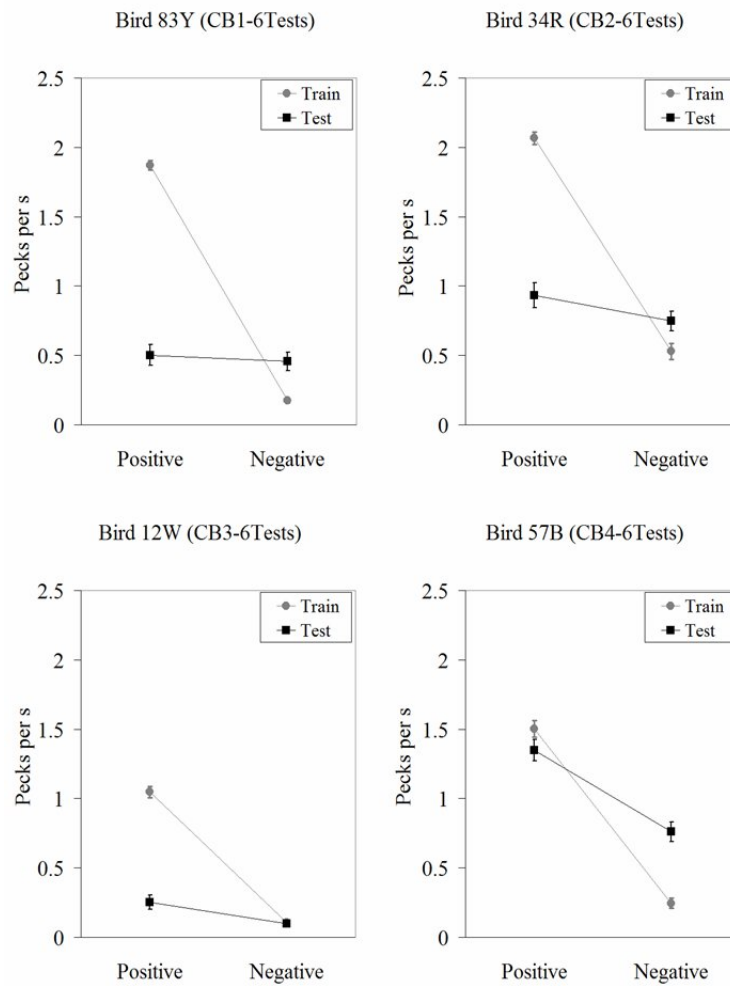 Bird 83Y (CB1-6Tests)
2.5
2
1.5
1
0.5
0
Pecks per s
Train
Test
Positive Negative
Bird 34R (CB2-6Tests)
2.5
2
1.5
1
0.5
0
Pecks per s
Train
Test
Positive Negative
Bird 12W (CB3-6Tests)
2.5
2
1.5
1
0.5
0
Pecks per s
Train
Test
Positive Negative
Bird 57B (CB4-6Tests)
2.5
2
1.5
1
0.5
0
Pecks per s
Train
Test
Positive Negative